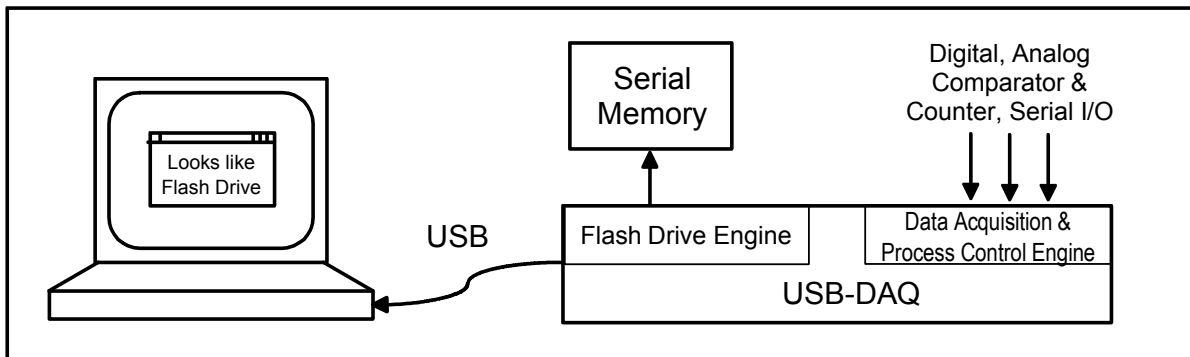 Looks like
Flash Drive
USB
Serial
Memory
Digital, Analog
Comparator &
Counter, Serial I/O
Flash Drive Engine
Data Acquisition &
Process Control Engine
USB-DAQ